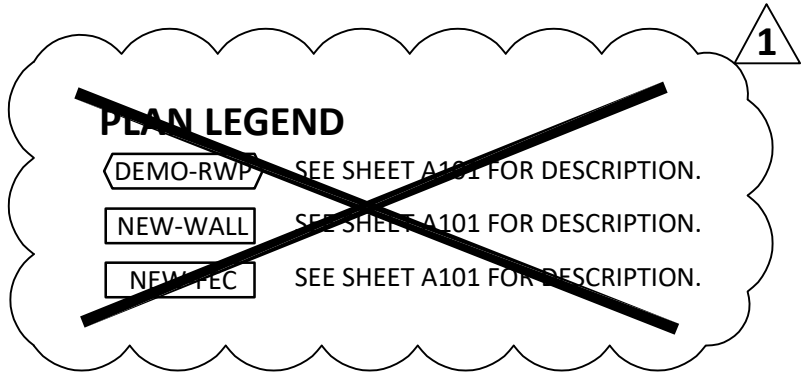 1
PLAN LEGEND
DEMO-RWP SEE SHEET A101 FOR DESCRIPTION.
NEW-WALL SEE SHEET A101 FOR DESCRIPTION.
NEW-FEC SEE SHEET A101 FOR DESCRIPTION.